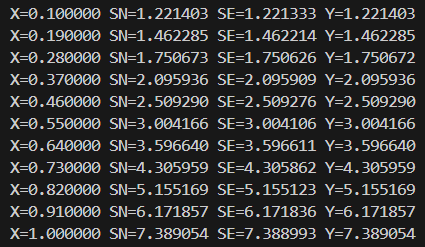 X=0.100000 SN=1.221403 SE=1.221333 Y=1.221403
X=0.190000 SN=1.462285 SE=1.462214 Y=1.462285
X=0.280000 SN=1.750673 SE=1.750626 Y=1.750672
X=0.370000 SN=2.095936 SE=2.095909 Y=2.095936
X=0.460000 SN=2.509290 SE=2.509276 Y=2.509290
X=0.550000 SN=3.004166 SE=3.004106 Y=3.004166
X=0.640000 SN=3.596640 SE=3.596611 Y=3.596640
X=0.730000 SN=4.305959 SE=4.305862 Y=4.305959
X=0.820000 SN=5.155169 SE=5.155123 Y=5.155169
X=0.910000 SN=6.171857 SE=6.171836 Y=6.171857
X=1.000000 SN=7.389054 SE=7.388993 Y=7.389054